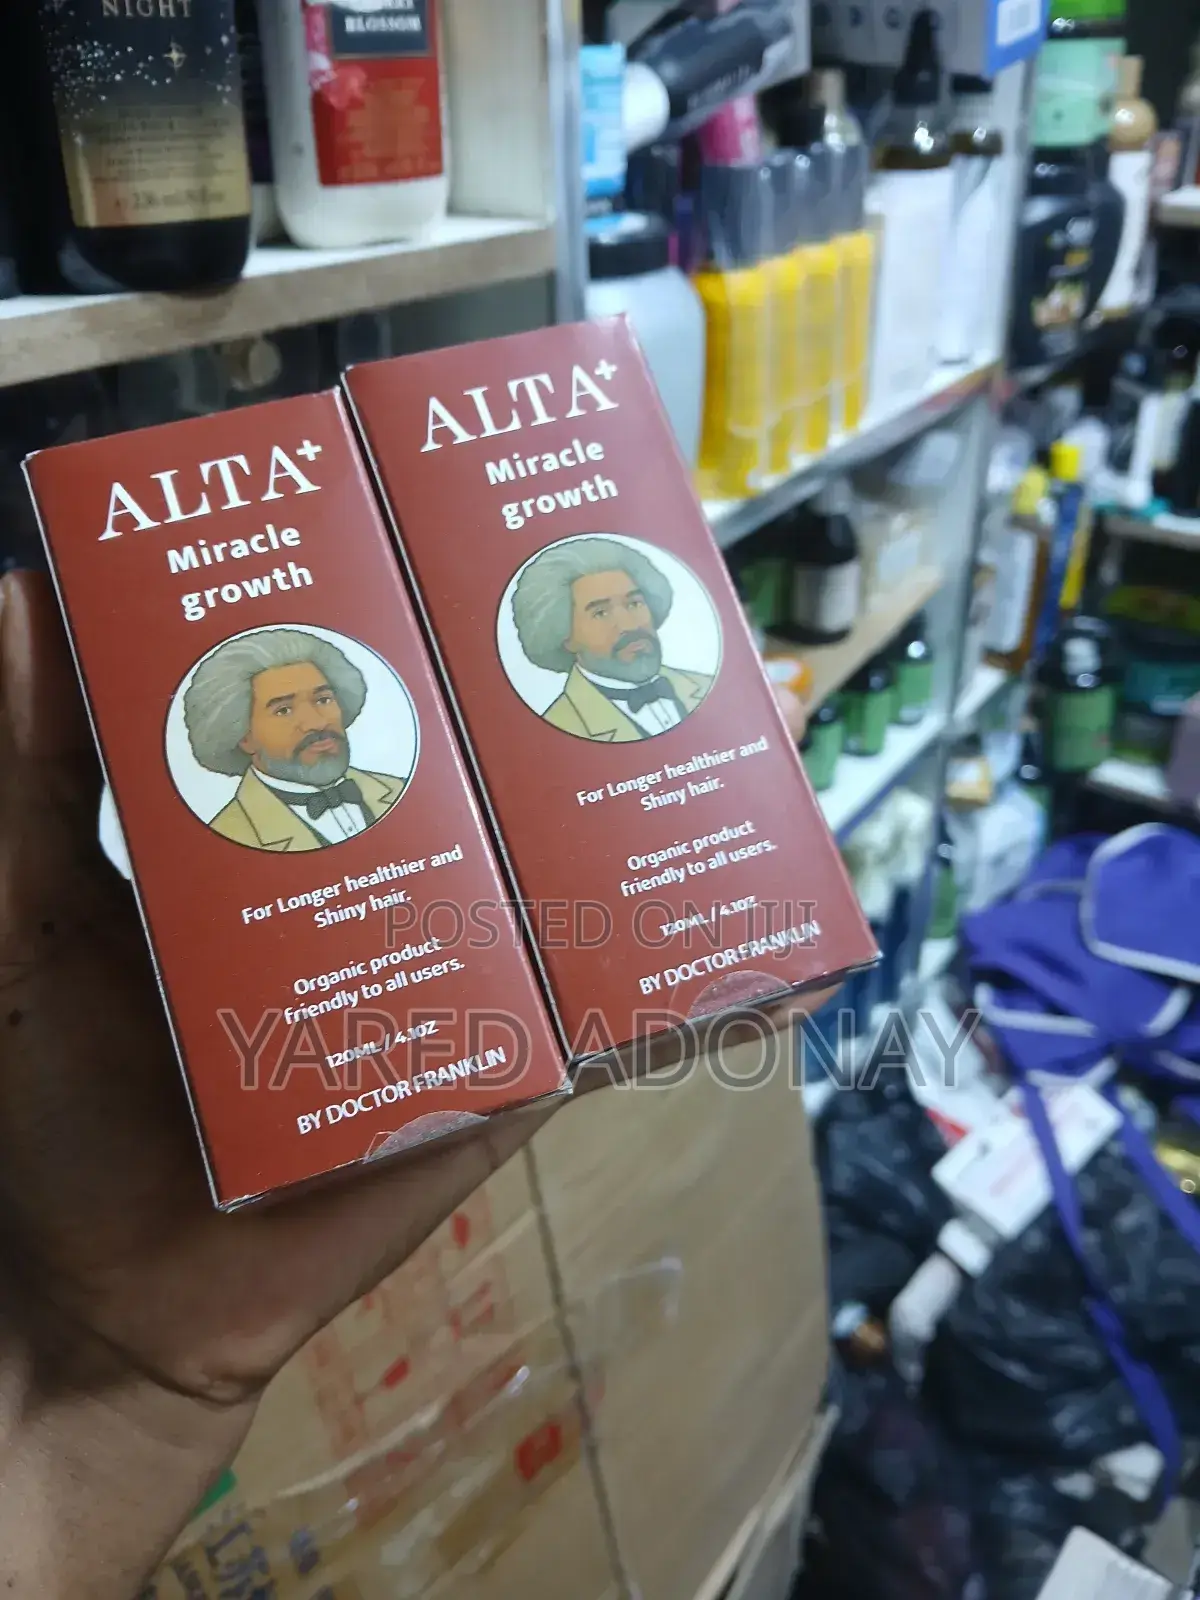 NIGHT
BLOSSOM
ALTA+
Miracle
growth
For Longer healthier and
Shiny hair.
Organic product
friendly to all users.
120ML / 4.1OZ
BY DOCTOR FRANKLIN
ALTA+
Miracle
growth
For Longer healthier and
Shiny hair.
Organic product
friendly to all users.
120ML / 4.1OZ
BY DOCTOR FRANKLIN
POSTED ON JIJI
YARED ADONAY